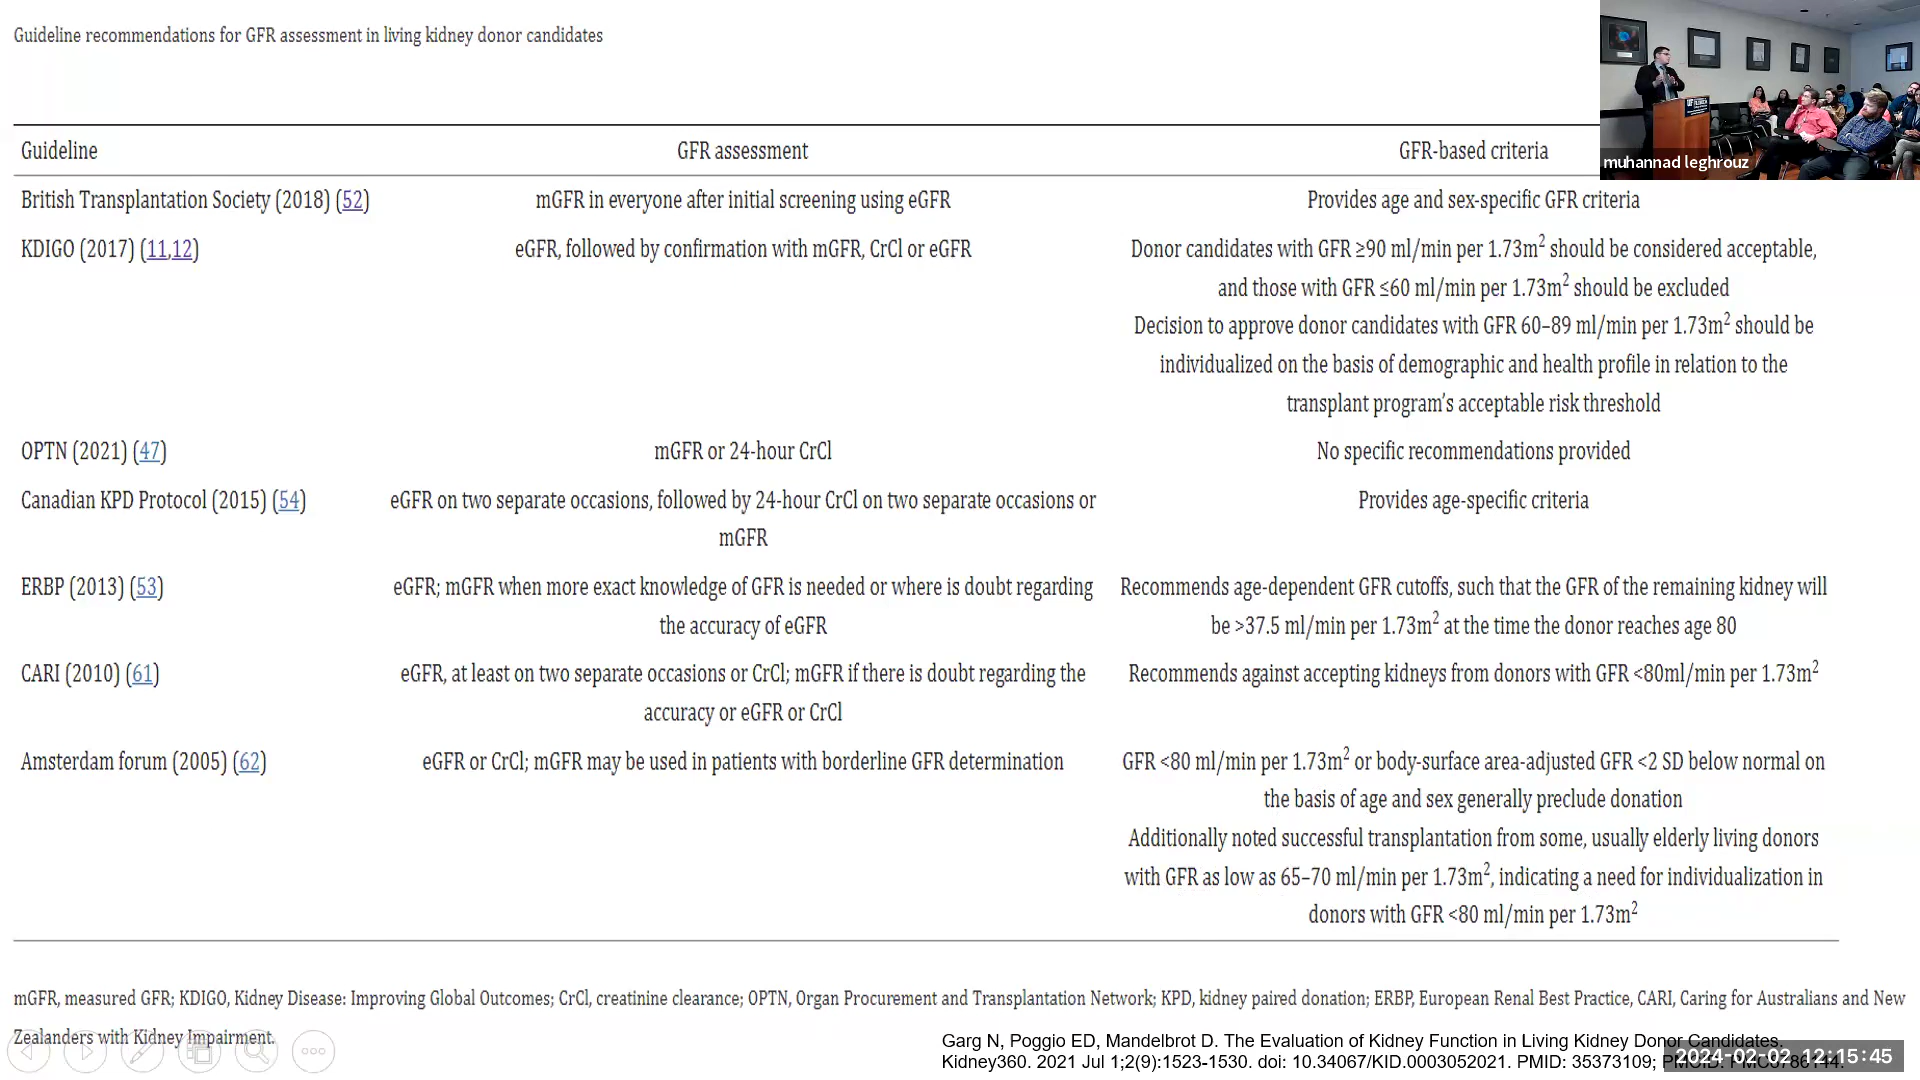 Guideline recommendations for GFR assessment in living kidney donor candidates
Guideline GFR assessment GFR-based criteria
muhannad leghrouz
British Transplantation Society (2018) (52) mGFR in everyone after initial screening using eGFR Provides age and sex-specific GFR criteria
KDIGO (2017) (11,12) eGFR, followed by confirmation with mGFR, CrCl or eGFR Donor candidates with GFR ≥90 ml/min per 1.73m² should be considered acceptable,
and those with GFR ≤60 ml/min per 1.73m² should be excluded
Decision to approve donor candidates with GFR 60–89 ml/min per 1.73m² should be
individualized on the basis of demographic and health profile in relation to the
transplant program's acceptable risk threshold
OPTN (2021) (47) mGFR or 24-hour CrCl No specific recommendations provided
Canadian KPD Protocol (2015) (54) eGFR on two separate occasions, followed by 24-hour CrCl on two separate occasions or Provides age-specific criteria
mGFR
ERBP (2013) (53) eGFR; mGFR when more exact knowledge of GFR is needed or where is doubt regarding Recommends age-dependent GFR cutoffs, such that the GFR of the remaining kidney will
the accuracy of eGFR be >37.5 ml/min per 1.73m² at the time the donor reaches age 80
CARI (2010) (61) eGFR, at least on two separate occasions or CrCl; mGFR if there is doubt regarding the Recommends against accepting kidneys from donors with GFR <80ml/min per 1.73m²
accuracy or eGFR or CrCl
Amsterdam forum (2005) (62) eGFR or CrCl; mGFR may be used in patients with borderline GFR determination GFR <80 ml/min per 1.73m² or body-surface area-adjusted GFR <2 SD below normal on
the basis of age and sex generally preclude donation
Additionally noted successful transplantation from some, usually elderly living donors
with GFR as low as 65–70 ml/min per 1.73m², indicating a need for individualization in
donors with GFR <80 ml/min per 1.73m²
mGFR, measured GFR; KDIGO, Kidney Disease: Improving Global Outcomes; CrCl, creatinine clearance; OPTN, Organ Procurement and Transplantation Network; KPD, kidney paired donation; ERBP, European Renal Best Practice, CARI, Caring for Australians and New
Zealanders with Kidney Impairment.
Garg N, Poggio ED, Mandelbrot D. The Evaluation of Kidney Function in Living Kidney Donor Candidates.
Kidney360. 2021 Jul 1;2(9):1523-1530. doi: 10.34067/KID.0003052021. PMID: 35373109;
2024-02-02 12:15:45